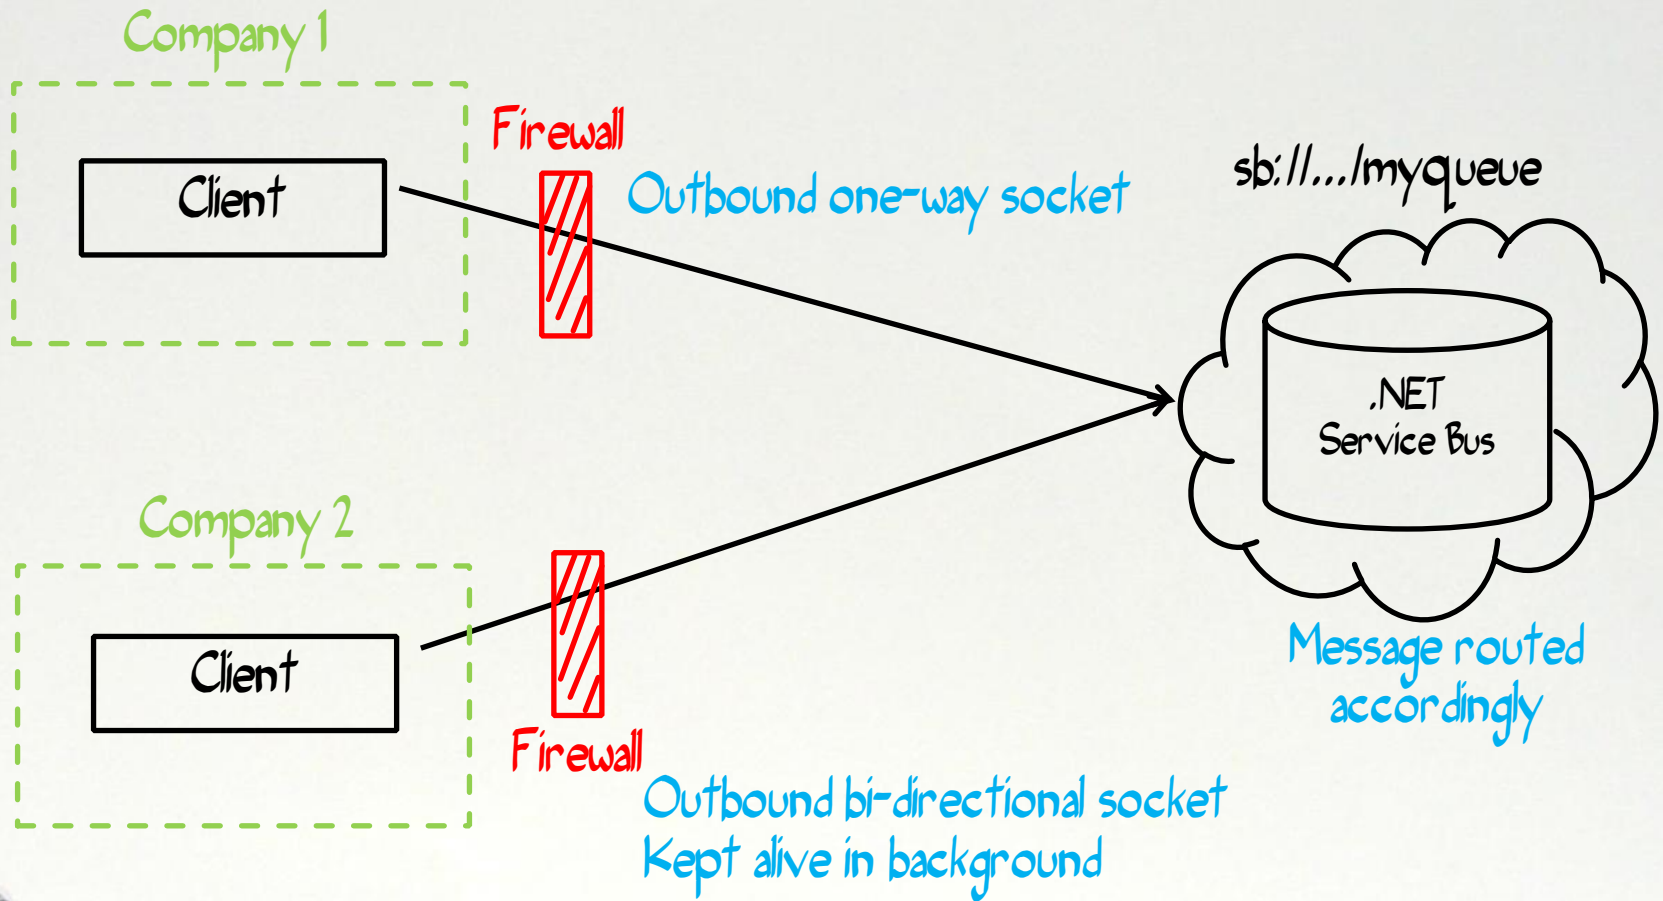 Company 1
Client
Firewall
Outbound one-way socket
sb://.../myqueue
.NET
Service Bus
Message routed
accordingly
Company 2
Client
Firewall
Outbound bi-directional socket
Kept alive in background